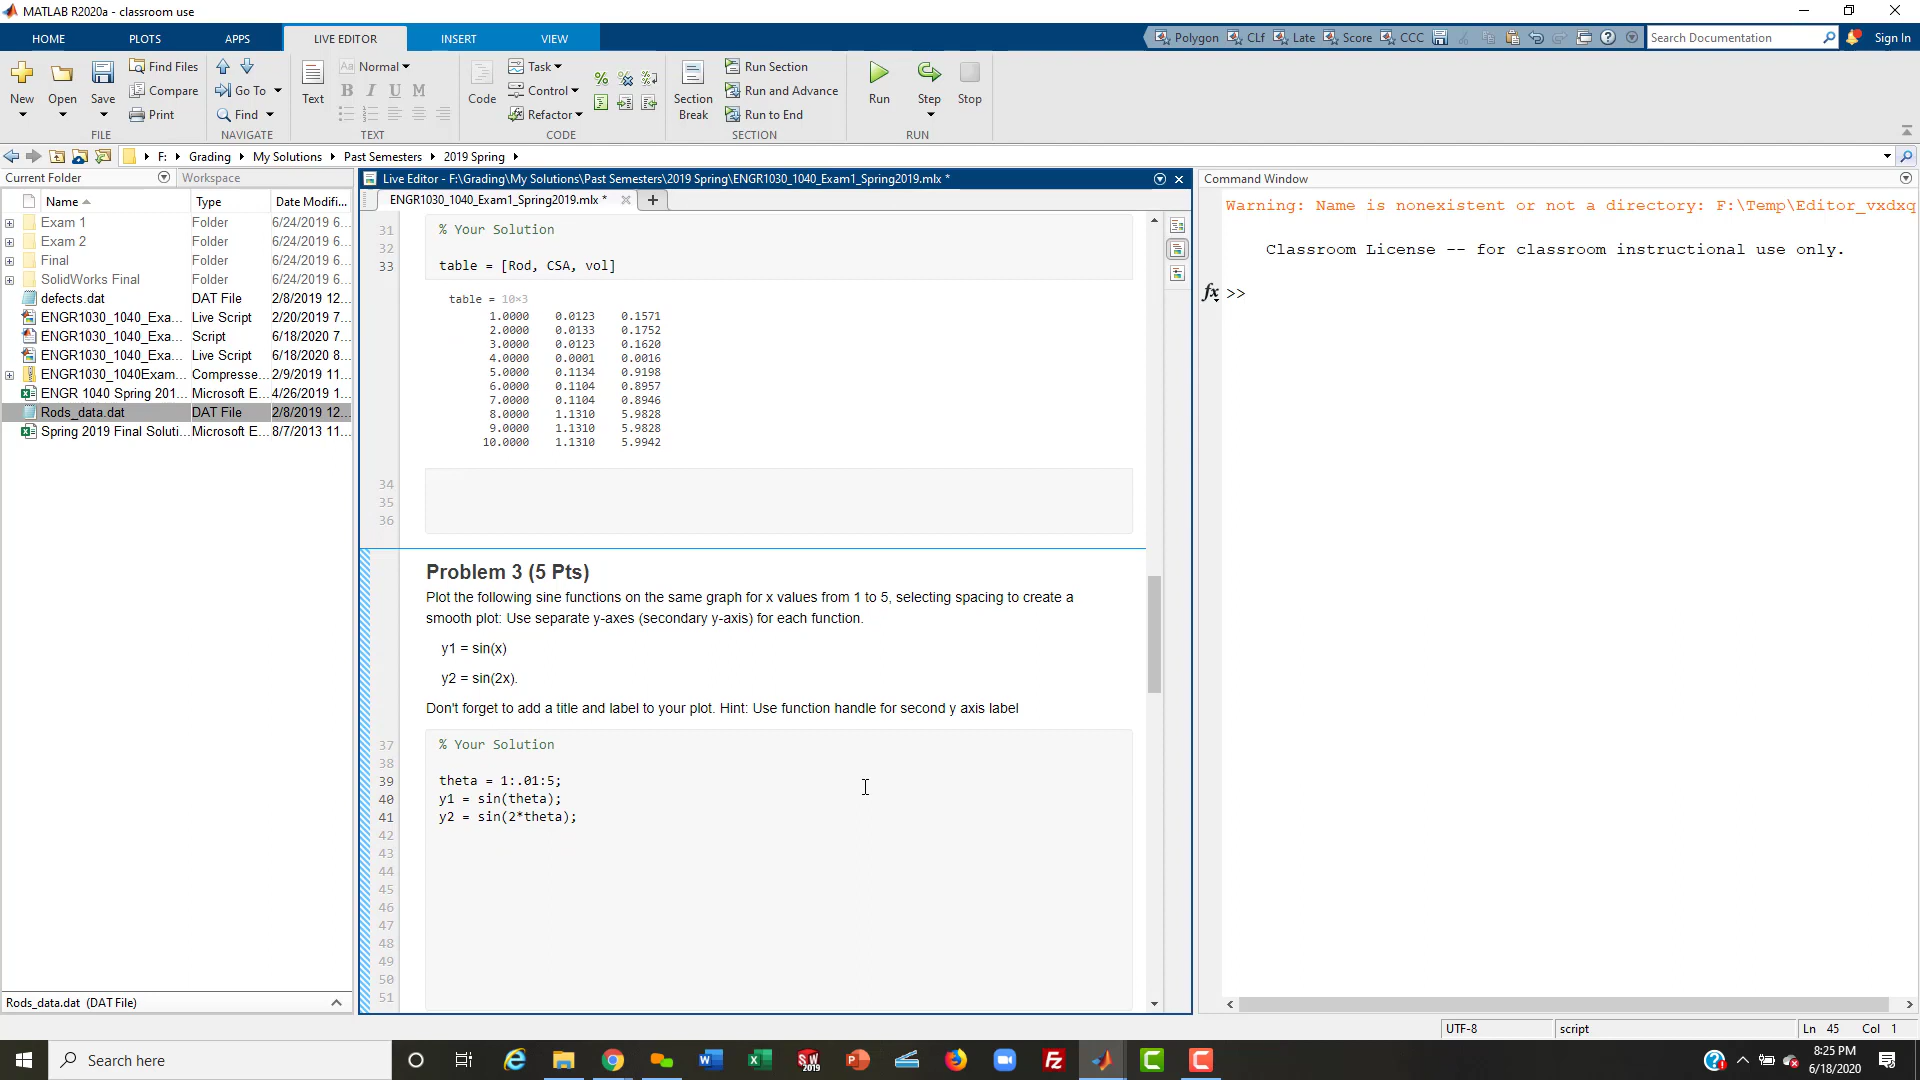 MATLAB R2020a - classroom use
HOME PLOTS APPS LIVE EDITOR INSERT VIEW
Polygon CLf Late Score CCC Search Documentation Sign In
New Open Save Find Files Compare Print
FILE
Go To Find
NAVIGATE
Text Normal
B I U M
TEXT
Code Task Control Refactor
CODE
Section Break Run Section Run and Advance Run to End
SECTION
Run Step Stop
RUN
F: Grading My Solutions Past Semesters 2019 Spring
Current Folder Workspace
Name Type Date Modifi...
Exam 1 Folder 6/24/2019 6...
Exam 2 Folder 6/24/2019 6...
Final Folder 6/24/2019 6...
SolidWorks Final Folder 6/24/2019 6...
defects.dat DAT File 2/8/2019 12...
ENGR1030_1040_Exa... Live Script 2/20/2019 7...
ENGR1030_1040_Exa... Script 6/18/2020 7...
ENGR1030_1040_Exa... Live Script 6/18/2020 8...
ENGR1030_1040Exam... Compresse... 2/9/2019 11...
ENGR 1040 Spring 201... Microsoft E... 4/26/2019 1...
Rods_data.dat DAT File 2/8/2019 12...
Spring 2019 Final Soluti... Microsoft E... 8/7/2013 11...
Rods_data.dat (DAT File)
Live Editor - F:\Grading\My Solutions\Past Semesters\2019 Spring\ENGR1030_1040_Exam1_Spring2019.mlx *
ENGR1030_1040_Exam1_Spring2019.mlx *
31 % Your Solution
32
33 table = [Rod, CSA, vol]
table = 10×3
1.0000 0.0123 0.1571
2.0000 0.0133 0.1752
3.0000 0.0123 0.1620
4.0000 0.0001 0.0016
5.0000 0.1134 0.9198
6.0000 0.1104 0.8957
7.0000 0.1104 0.8946
8.0000 1.1310 5.9828
9.0000 1.1310 5.9828
10.0000 1.1310 5.9942
34
35
36
Problem 3 (5 Pts)
Plot the following sine functions on the same graph for x values from 1 to 5, selecting spacing to create a
smooth plot: Use separate y-axes (secondary y-axis) for each function.
y1 = sin(x)
y2 = sin(2x).
Don't forget to add a title and label to your plot. Hint: Use function handle for second y axis label
37 % Your Solution
38
39 theta = 1:.01:5;
40 y1 = sin(theta);
41 y2 = sin(2*theta);
42
43
44
45
46
47
48
49
50
51
Command Window
Warning: Name is nonexistent or not a directory: F:\Temp\Editor_vxdxq
Classroom License -- for classroom instructional use only.
fx >>
UTF-8 script Ln 45 Col 1
Search here
8:25 PM
6/18/2020